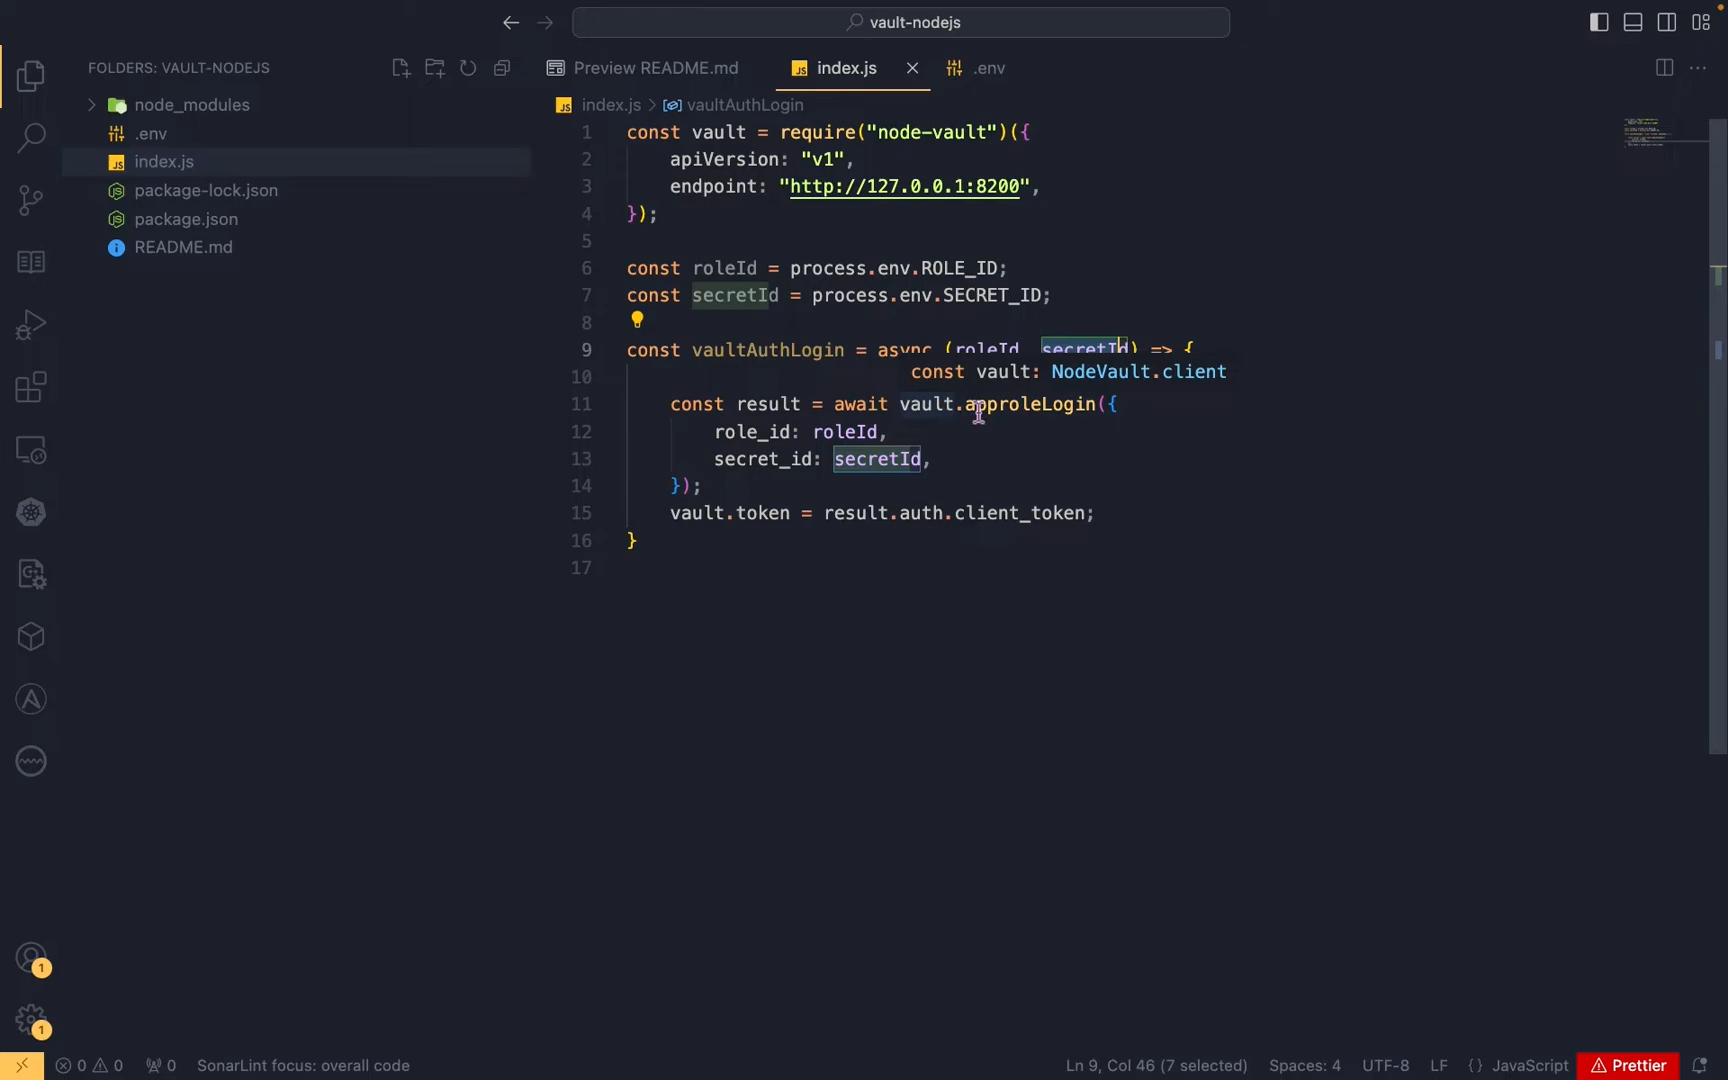 vault-nodejs
FOLDERS: VAULT-NODEJS
node_modules
.env
index.js
package-lock.json
package.json
README.md
Preview README.md
index.js
.env
index.js > vaultAuthLogin
1 const vault = require("node-vault")({
2 apiVersion: "v1",
3 endpoint: "http://127.0.0.1:8200",
4 });
5
6 const roleId = process.env.ROLE_ID;
7 const secretId = process.env.SECRET_ID;
8
9 const vaultAuthLogin = async (roleId, secretId) => {
const vault: NodeVault.client
10
11 const result = await vault.approleLogin({
12 role_id: roleId,
13 secret_id: secretId,
14 });
15 vault.token = result.auth.client_token;
16 }
17
1
1
0 0 0 SonarLint focus: overall code
Ln 9, Col 46 (7 selected) Spaces: 4 UTF-8 LF {} JavaScript Prettier